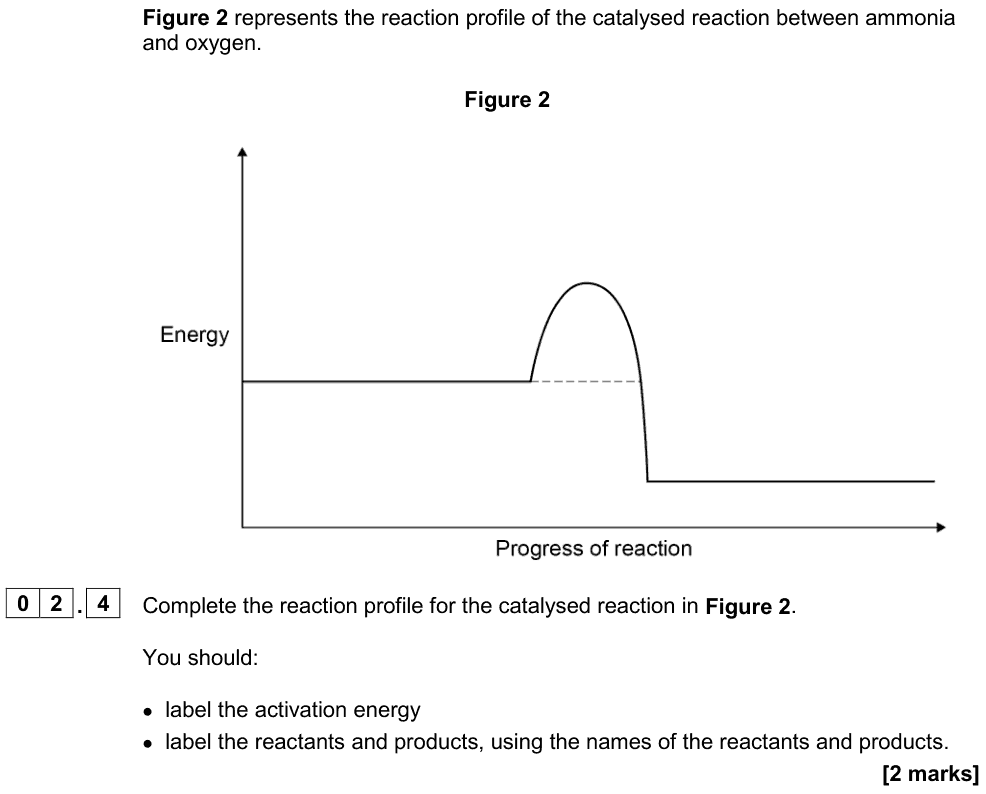 Figure 2 represents the reaction profile of the catalysed reaction between ammonia
and oxygen.
Figure 2
Energy
Progress of reaction
0 2 . 4 Complete the reaction profile for the catalysed reaction in Figure 2.
You should:
• label the activation energy
• label the reactants and products, using the names of the reactants and products.
[2 marks]